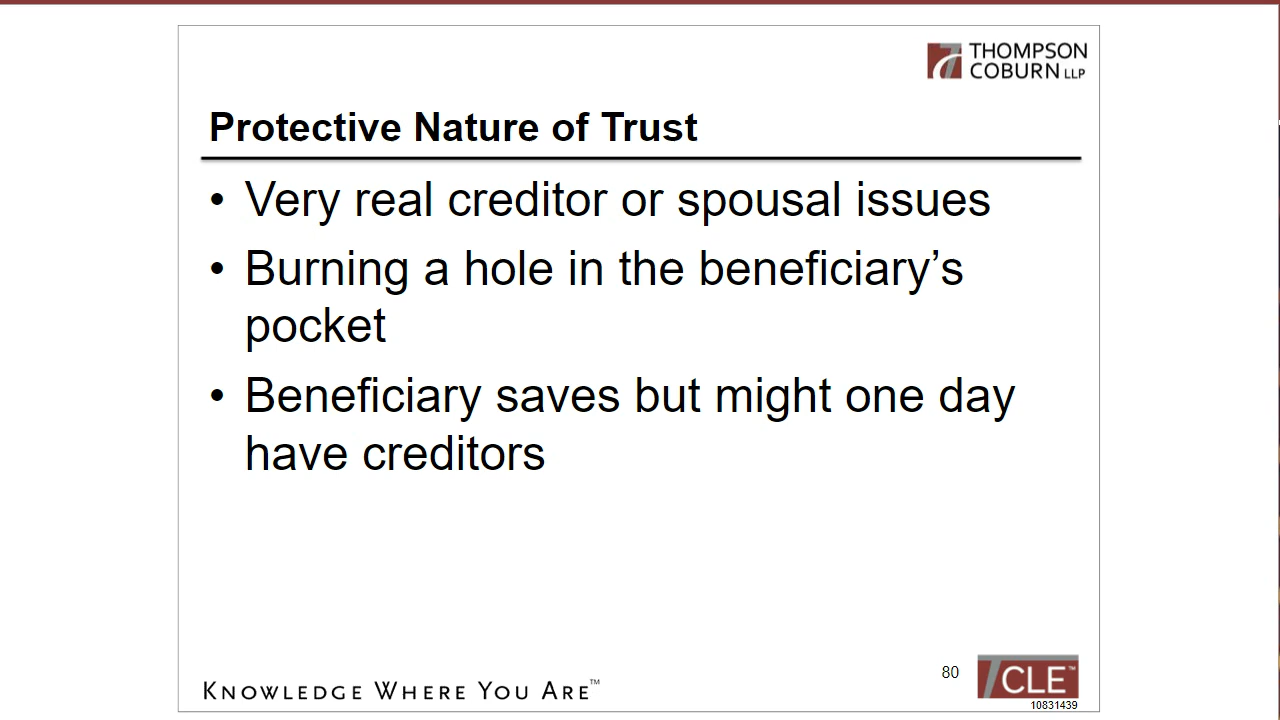 THOMPSON
COBURN LLP
Protective Nature of Trust
• Very real creditor or spousal issues
• Burning a hole in the beneficiary’s
pocket
• Beneficiary saves but might one day
have creditors
KNOWLEDGE WHERE YOU ARE™
80
TCLE™
10831439